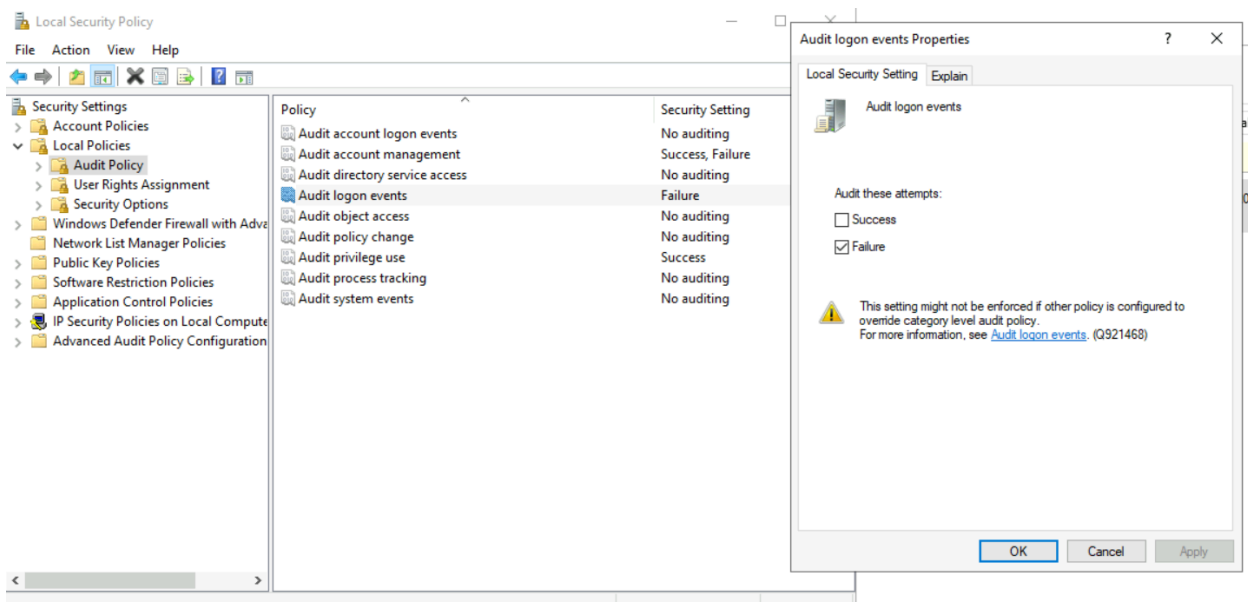 Local Security Policy
File Action View Help
Security Settings
Account Policies
Local Policies
Audit Policy
User Rights Assignment
Security Options
Windows Defender Firewall with Adva
Network List Manager Policies
Public Key Policies
Software Restriction Policies
Application Control Policies
IP Security Policies on Local Compute
Advanced Audit Policy Configuration
Policy Security Setting
Audit account logon events No auditing
Audit account management Success, Failure
Audit directory service access No auditing
Audit logon events Failure
Audit object access No auditing
Audit policy change No auditing
Audit privilege use Success
Audit process tracking No auditing
Audit system events No auditing
Audit logon events Properties
Local Security Setting Explain
Audit logon events
Audit these attempts:
Success
Failure
This setting might not be enforced if other policy is configured to
override category level audit policy.
For more information, see Audit logon events. (Q921468)
OK Cancel Apply